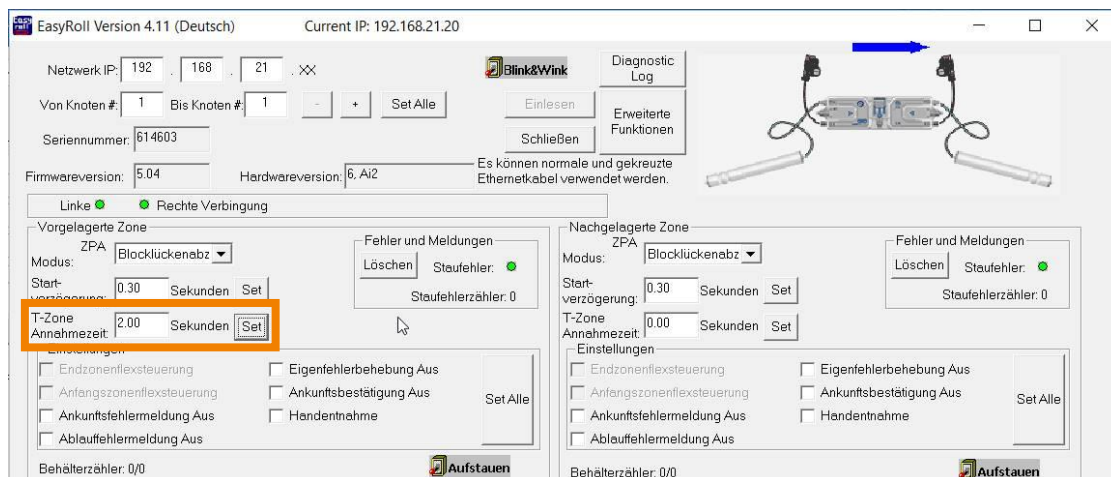 EasyRoll Version 4.11 (Deutsch) Current IP: 192.168.21.20
Netzwerk IP: 192 . 168 . 21 . XX
Blink&Wink
Diagnostic
Log
Von Knoten #: 1 Bis Knoten #: 1 - + Set Alle
Einlesen
Erweiterte
Funktionen
Seriennummer: 614603
Schließen
Firmwareversion: 5.04 Hardwareversion: 6, Ai2
Es können normale und gekreuzte
Ethernetkabel verwendet werden.
Linke Rechte Verbingung
Vorgelagerte Zone
ZPA
Modus: Blocklückenabz
Start-
verzögerung: 0.30 Sekunden Set
T-Zone
Annahmezeit: 2.00 Sekunden Set
Fehler und Meldungen
Löschen Staufehler:
Staufehlerzähler: 0
Einstellungen
Endzonenflexsteuerung
Anfangszonenflexsteuerung
Ankunftsfehlermeldung Aus
Ablauffehlermeldung Aus
Eigenfehlerbehebung Aus
Ankunftsbestätigung Aus
Handentnahme
Set Alle
Behälterzähler: 0/0
Aufstauen
Nachgelagerte Zone
ZPA
Modus: Blocklückenabz
Start-
verzögerung: 0.30 Sekunden Set
T-Zone
Annahmezeit: 0.00 Sekunden Set
Fehler und Meldungen
Löschen Staufehler:
Staufehlerzähler: 0
Einstellungen
Endzonenflexsteuerung
Anfangszonenflexsteuerung
Ankunftsfehlermeldung Aus
Ablauffehlermeldung Aus
Eigenfehlerbehebung Aus
Ankunftsbestätigung Aus
Handentnahme
Set Alle
Behälterzähler: 0/0
Aufstauen